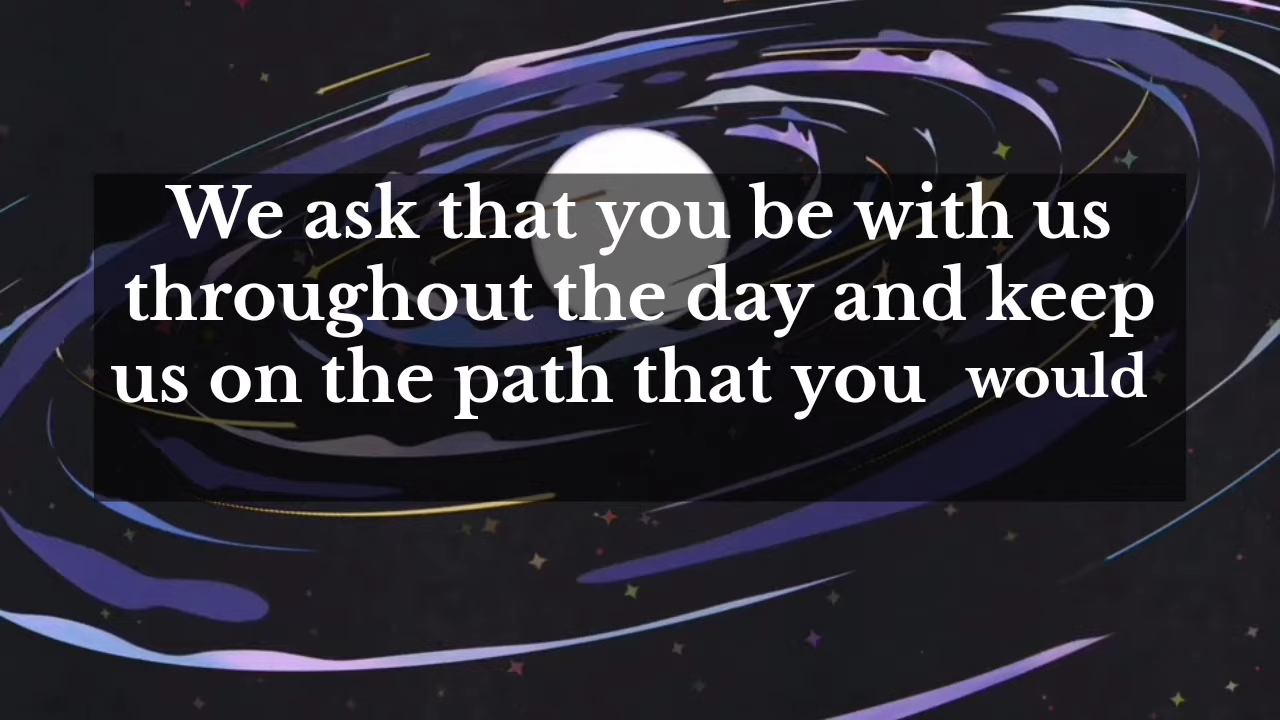 We ask that you be with us
throughout the day and keep
us on the path that you would